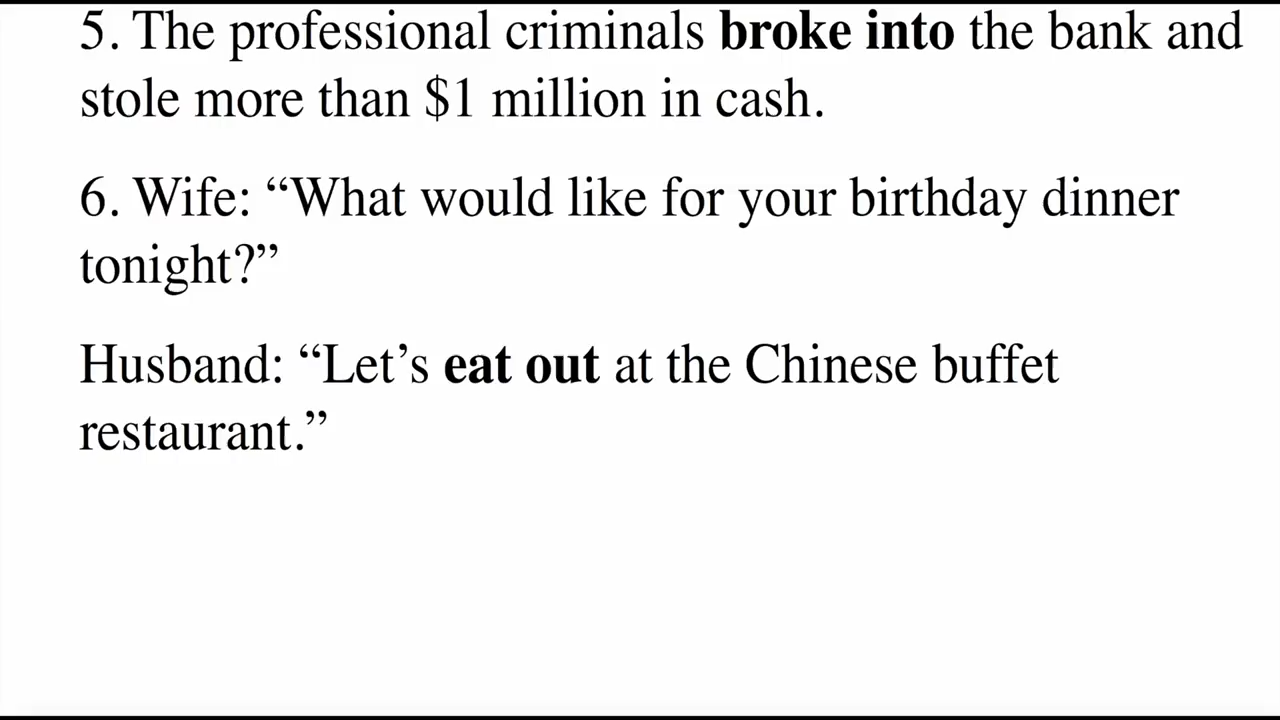 5. The professional criminals broke into the bank and
stole more than $1 million in cash.
6. Wife: “What would like for your birthday dinner
tonight?”
Husband: “Let’s eat out at the Chinese buffet
restaurant.”